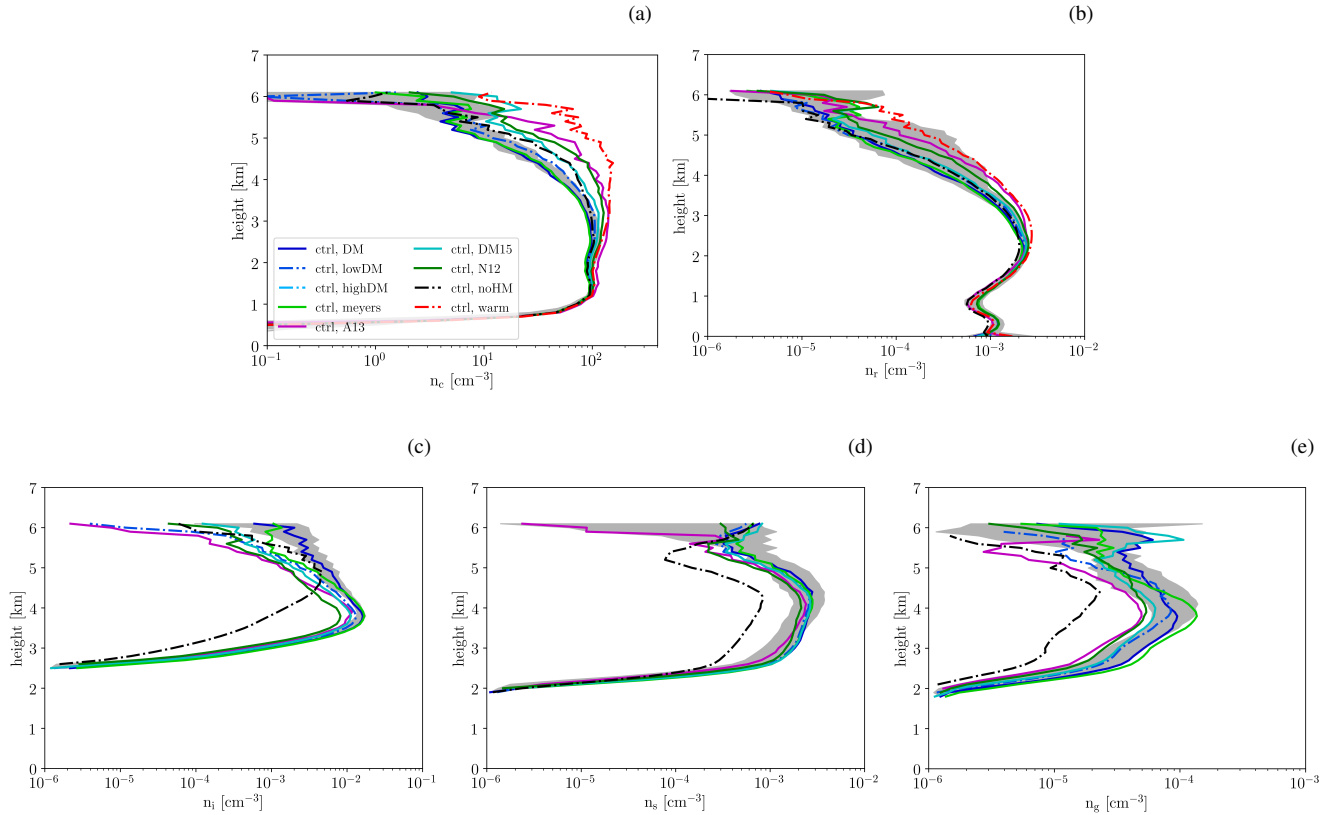 (a)
(b)
7
6
5
4
3
2
1
0
height [km]
10⁻¹ 10⁰ 10¹ 10²
n_c [cm⁻³]
ctrl, DM
ctrl, lowDM
ctrl, highDM
ctrl, meyers
ctrl, A13
ctrl, DM15
ctrl, N12
ctrl, noHM
ctrl, warm
7
6
5
4
3
2
1
0
height [km]
10⁻⁶ 10⁻⁵ 10⁻⁴ 10⁻³ 10⁻²
n_r [cm⁻³]
(c)
(d)
(e)
7
6
5
4
3
2
1
0
height [km]
10⁻⁶ 10⁻⁵ 10⁻⁴ 10⁻³ 10⁻² 10⁻¹
n_i [cm⁻³]
7
6
5
4
3
2
1
0
height [km]
10⁻⁶ 10⁻⁵ 10⁻⁴ 10⁻³ 10⁻²
n_s [cm⁻³]
7
6
5
4
3
2
1
0
height [km]
10⁻⁶ 10⁻⁵ 10⁻⁴ 10⁻³
n_g [cm⁻³]